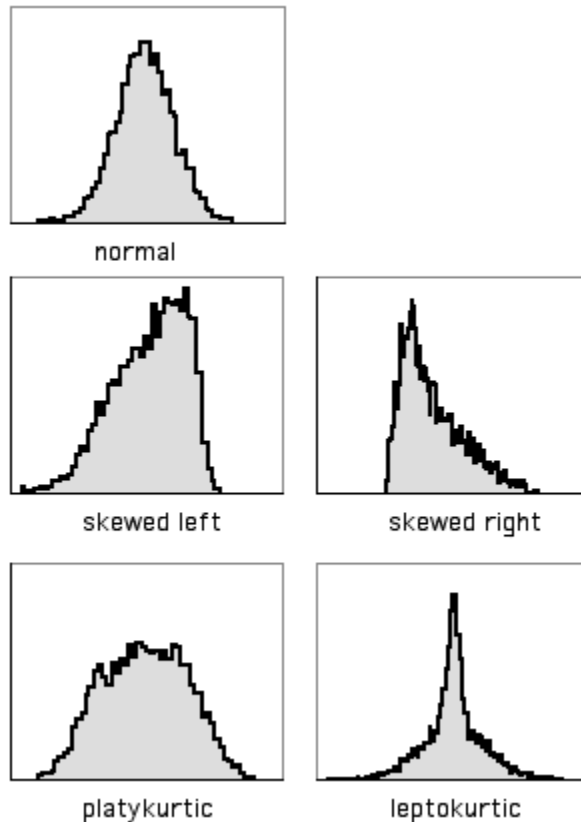 normal
skewed left
skewed right
platykurtic
leptokurtic